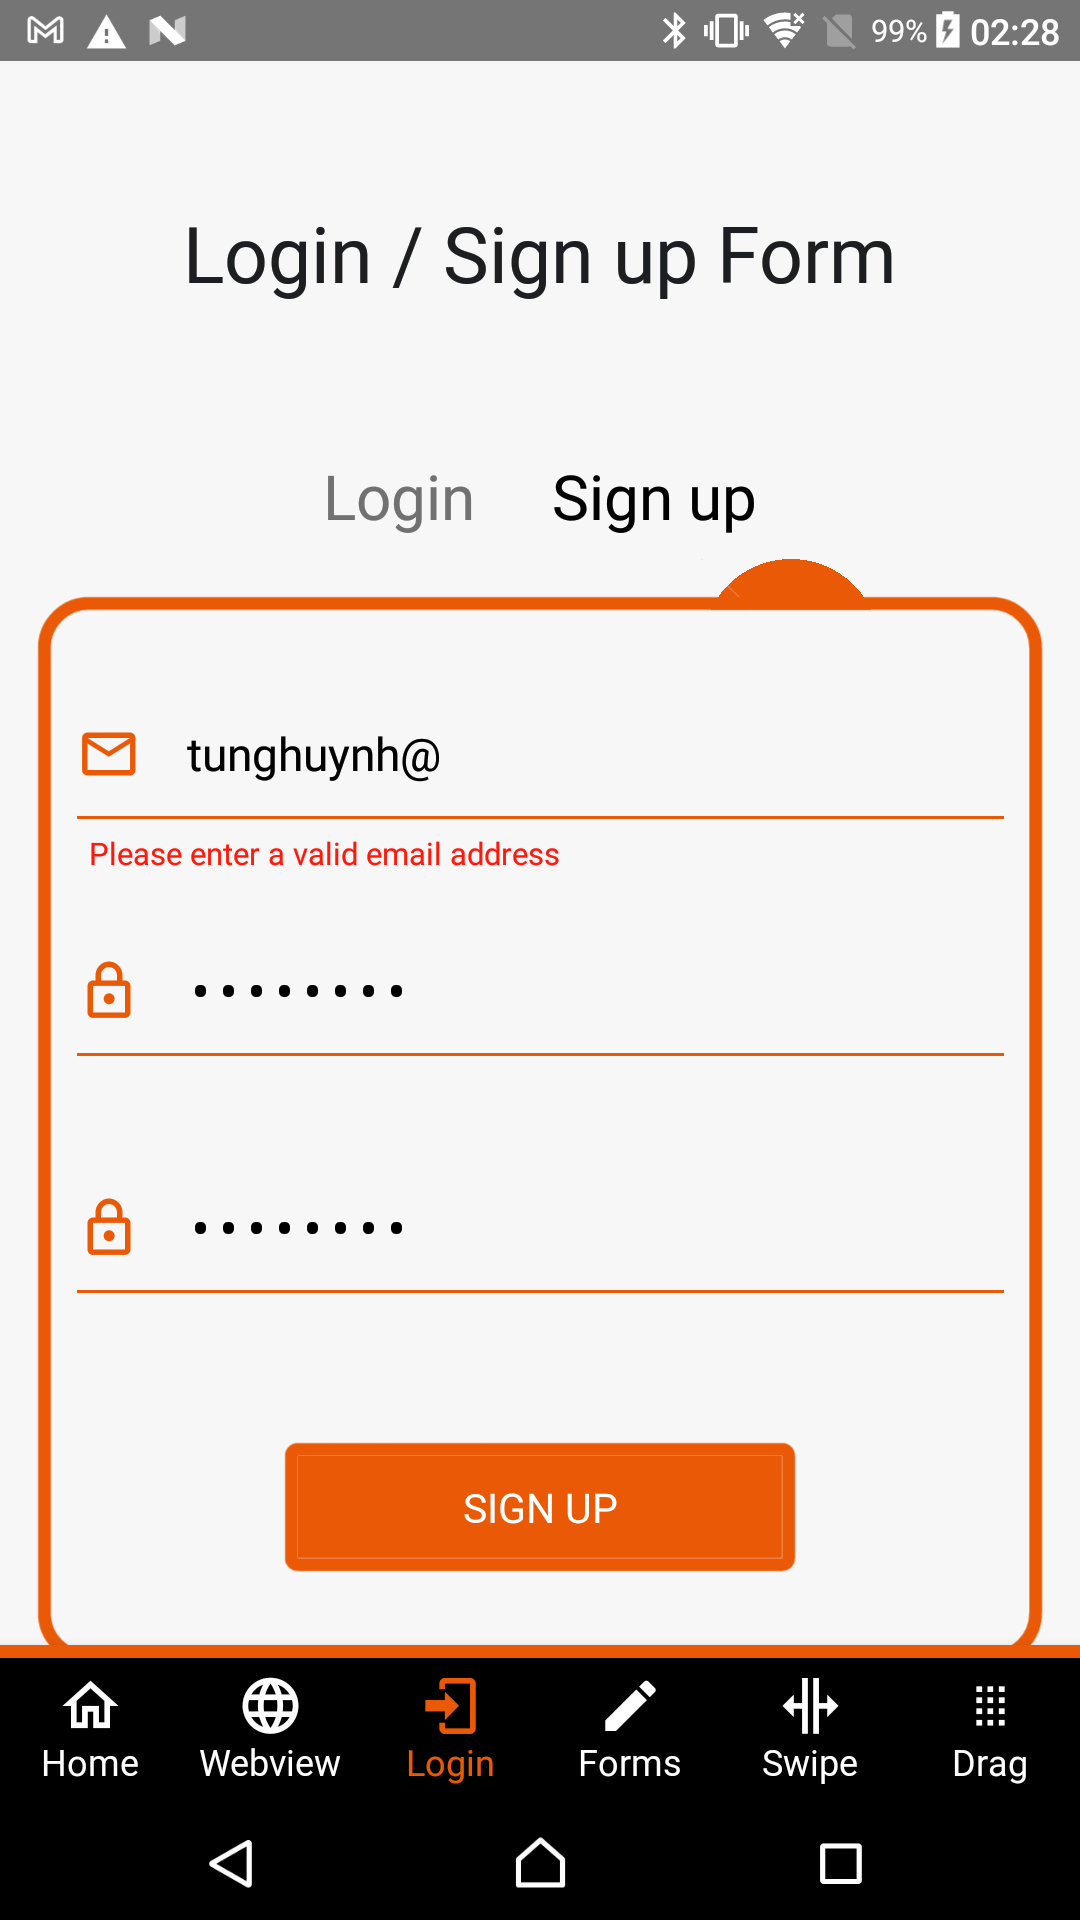 99% 02:28
Login / Sign up Form
Login Sign up
tunghuynh@
Please enter a valid email address
••••••••
••••••••
SIGN UP
Home Webview Login Forms Swipe Drag